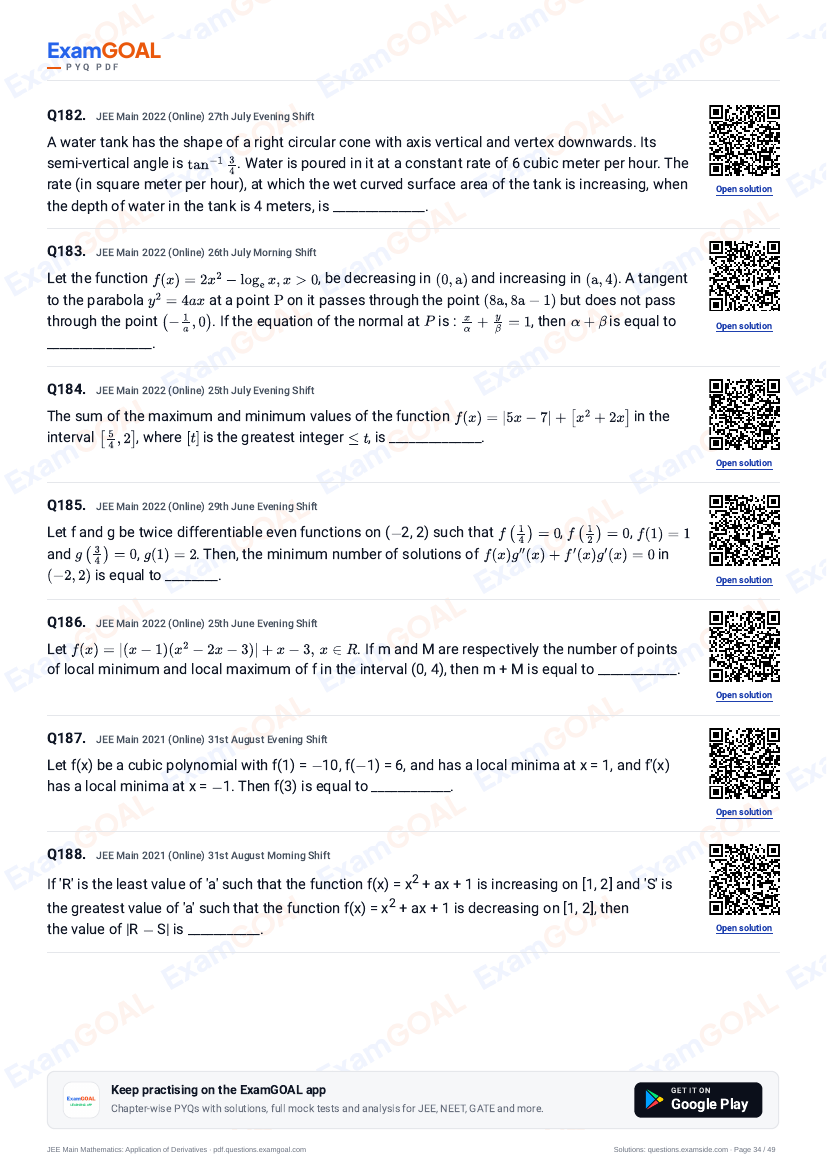 ExamGOAL
PYQ PDF
Q182. JEE Main 2022 (Online) 27th July Evening Shift
A water tank has the shape of a right circular cone with axis vertical and vertex downwards. Its
semi-vertical angle is tan⁻¹ 3/4. Water is poured in it at a constant rate of 6 cubic meter per hour. The
rate (in square meter per hour), at which the wet curved surface area of the tank is increasing, when
the depth of water in the tank is 4 meters, is ______________.
Open solution
Q183. JEE Main 2022 (Online) 26th July Morning Shift
Let the function f(x) = 2x² − logₑ x, x > 0, be decreasing in (0, a) and increasing in (a, 4). A tangent
to the parabola y² = 4ax at a point P on it passes through the point (8a, 8a − 1) but does not pass
through the point (−1/a, 0). If the equation of the normal at P is : x/α + y/β = 1, then α + β is equal to
________________.
Open solution
Q184. JEE Main 2022 (Online) 25th July Evening Shift
The sum of the maximum and minimum values of the function f(x) = |5x − 7| + [x² + 2x] in the
interval [5/4, 2], where [t] is the greatest integer ≤ t, is ______________.
Open solution
Q185. JEE Main 2022 (Online) 29th June Evening Shift
Let f and g be twice differentiable even functions on (−2, 2) such that f(1/4) = 0, f(1/2) = 0, f(1) = 1
and g(3/4) = 0, g(1) = 2. Then, the minimum number of solutions of f(x)g′′(x) + f′(x)g′(x) = 0 in
(−2, 2) is equal to ________.
Open solution
Q186. JEE Main 2022 (Online) 25th June Evening Shift
Let f(x) = |(x − 1)(x² − 2x − 3)| + x − 3, x ∈ R. If m and M are respectively the number of points
of local minimum and local maximum of f in the interval (0, 4), then m + M is equal to ____________.
Open solution
Q187. JEE Main 2021 (Online) 31st August Evening Shift
Let f(x) be a cubic polynomial with f(1) = −10, f(−1) = 6, and has a local minima at x = 1, and f'(x)
has a local minima at x = −1. Then f(3) is equal to ____________.
Open solution
Q188. JEE Main 2021 (Online) 31st August Morning Shift
If 'R' is the least value of 'a' such that the function f(x) = x² + ax + 1 is increasing on [1, 2] and 'S' is
the greatest value of 'a' such that the function f(x) = x² + ax + 1 is decreasing on [1, 2], then
the value of |R − S| is ___________.
Open solution
ExamGOAL
Keep practising on the ExamGOAL app
Chapter-wise PYQs with solutions, full mock tests and analysis for JEE, NEET, GATE and more.
GET IT ON
Google Play
JEE Main Mathematics: Application of Derivatives · pdf.questions.examgoal.com
Solutions: questions.examside.com · Page 34 / 49